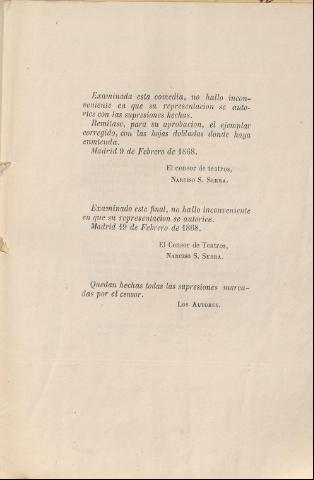 Examinada esta comedia, no hallo incon-
veniente en que su representacion se auto-
rice con las supresiones hechas.
Remítase, para su aprobacion, el ejemplar
corregido, con las hojas dobladas donde haya
enmienda.
Madrid 9 de Febrero de 1868.
El censor de teatros,
Narciso S. Serra.
Examinado este final, no hallo inconveniente
en que su representacion se autorice.
Madrid 19 de Febrero de 1868.
El Censor de Teatros,
Narciso S. Serra.
Quedan hechas todas las supresiones marca-
das por el censor.
Los Autores.